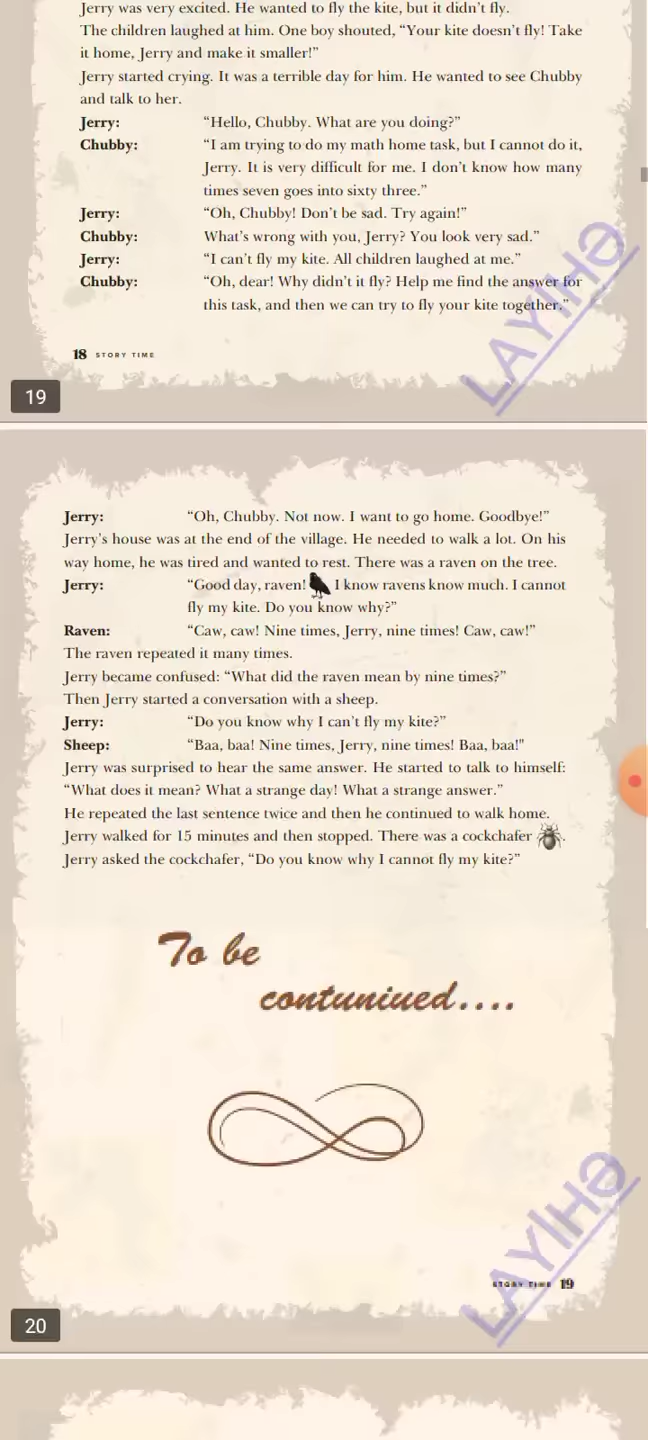 Jerry was very excited. He wanted to fly the kite, but it didn't fly.
The children laughed at him. One boy shouted, “Your kite doesn't fly! Take
it home, Jerry and make it smaller!”
Jerry started crying. It was a terrible day for him. He wanted to see Chubby
and talk to her.
Jerry: “Hello, Chubby. What are you doing?”
Chubby: “I am trying to do my math home task, but I cannot do it,
Jerry. It is very difficult for me. I don't know how many
times seven goes into sixty three.”
Jerry: “Oh, Chubby! Don't be sad. Try again!”
Chubby: What's wrong with you, Jerry? You look very sad.”
Jerry: “I can't fly my kite. All children laughed at me.”
Chubby: “Oh, dear! Why didn't it fly? Help me find the answer for
this task, and then we can try to fly your kite together.”
18 STORY TIME
LAYİHƏ
19
Jerry: “Oh, Chubby. Not now. I want to go home. Goodbye!”
Jerry's house was at the end of the village. He needed to walk a lot. On his
way home, he was tired and wanted to rest. There was a raven on the tree.
Jerry: “Good day, raven! I know ravens know much. I cannot
fly my kite. Do you know why?”
Raven: “Caw, caw! Nine times, Jerry, nine times! Caw, caw!”
The raven repeated it many times.
Jerry became confused: “What did the raven mean by nine times?”
Then Jerry started a conversation with a sheep.
Jerry: “Do you know why I can't fly my kite?”
Sheep: “Baa, baa! Nine times, Jerry, nine times! Baa, baa!"
Jerry was surprised to hear the same answer. He started to talk to himself:
“What does it mean? What a strange day! What a strange answer.”
He repeated the last sentence twice and then he continued to walk home.
Jerry walked for 15 minutes and then stopped. There was a cockchafer .
Jerry asked the cockchafer, “Do you know why I cannot fly my kite?”
To be
contuniued....
LAYİHƏ
STORY TIME 19
20